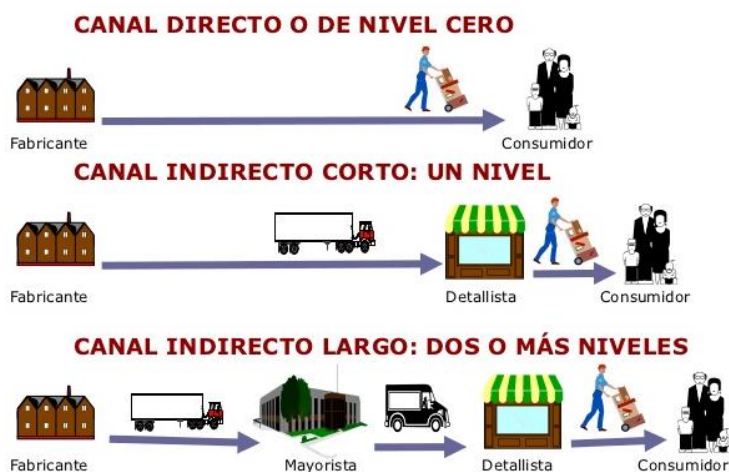 CANAL DIRECTO O DE NIVEL CERO
Fabricante Consumidor
CANAL INDIRECTO CORTO: UN NIVEL
Fabricante Detallista Consumidor
CANAL INDIRECTO LARGO: DOS O MÁS NIVELES
Fabricante Mayorista Detallista Consumidor